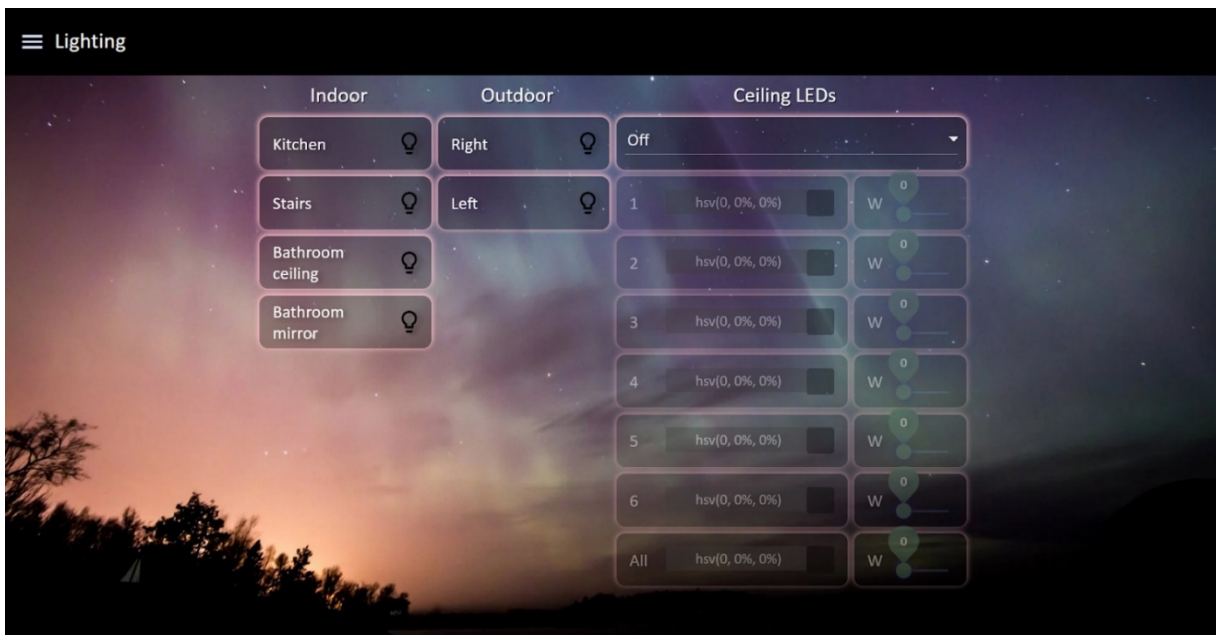 Lighting
Indoor
Kitchen
Stairs
Bathroom
ceiling
Bathroom
mirror
Outdoor
Right
Left
Ceiling LEDs
Off
1 hsv(0, 0%, 0%) W 0
2 hsv(0, 0%, 0%) W 0
3 hsv(0, 0%, 0%) W 0
4 hsv(0, 0%, 0%) W 0
5 hsv(0, 0%, 0%) W 0
6 hsv(0, 0%, 0%) W 0
All hsv(0, 0%, 0%) W 0